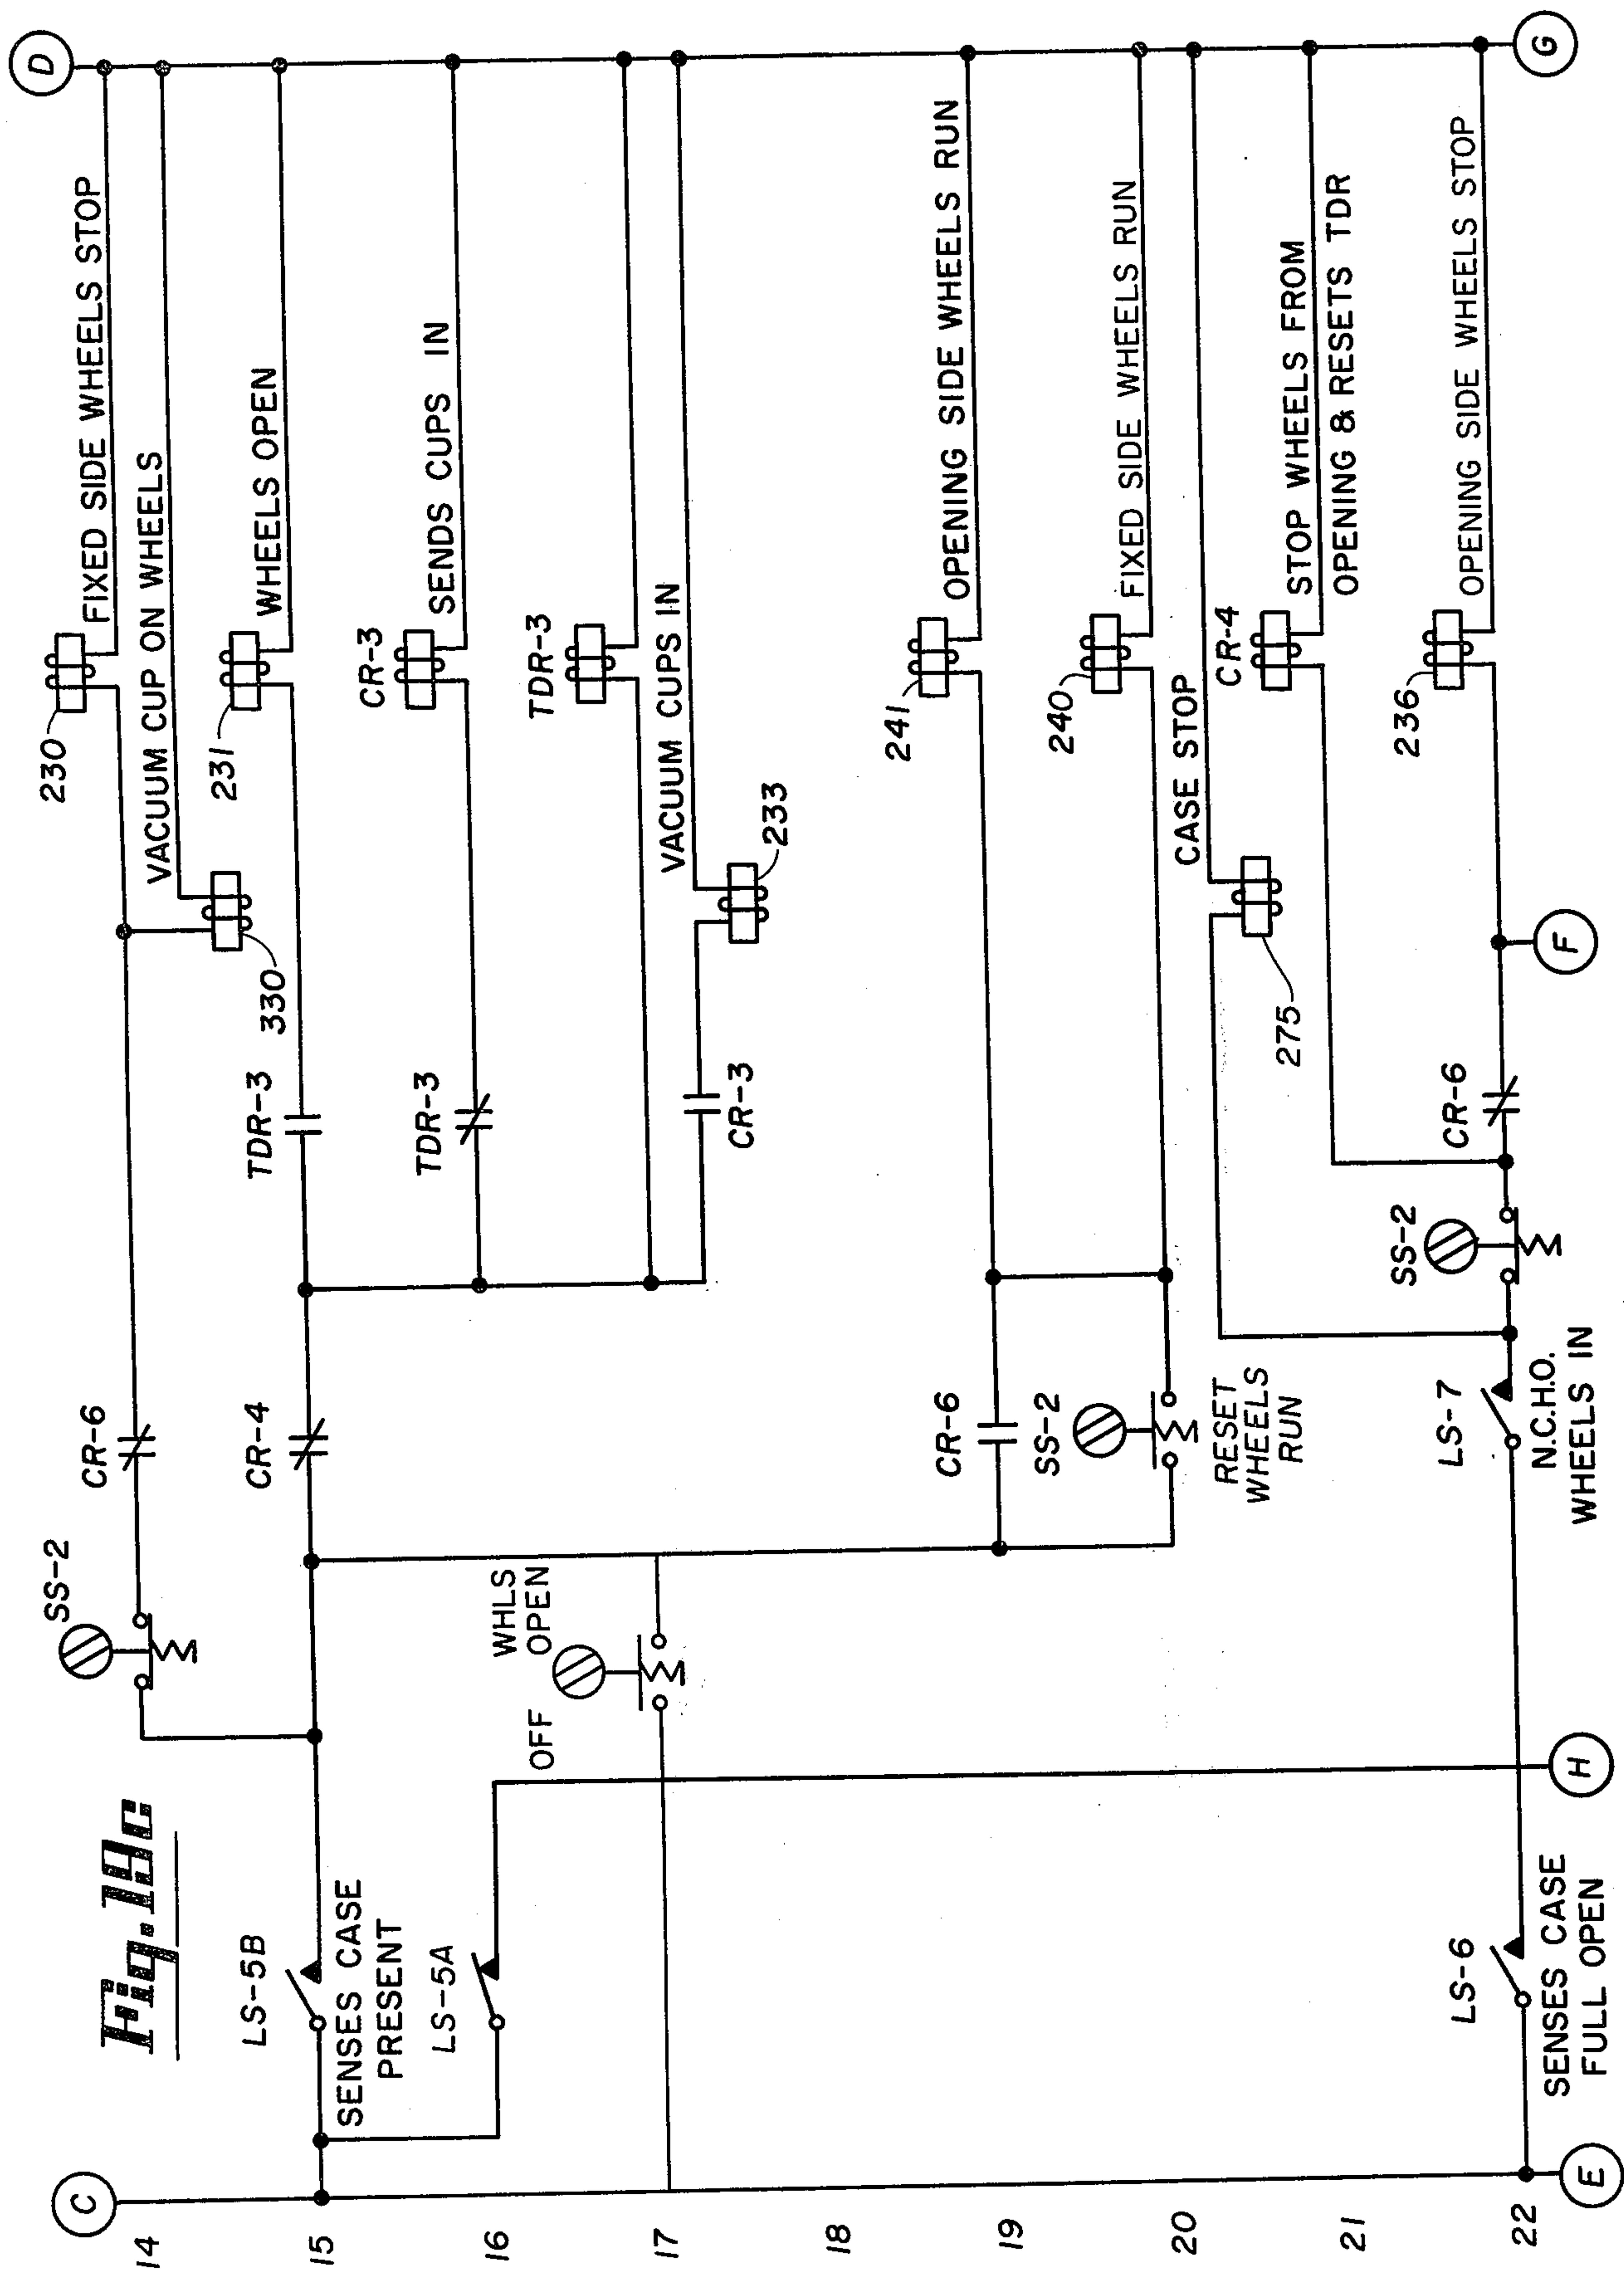 Fig. 19c
C
D
14
SS-2
CR-6
230
FIXED SIDE WHEELS STOP
330
VACUUM CUP ON WHEELS
15
LS-5B
SENSES CASE
PRESENT
CR-4
TDR-3
231
WHEELS OPEN
16
LS-5A
TDR-3
CR-3
SENDS CUPS IN
17
OFF
WHLS
OPEN
TDR-3
CR-3
VACUUM CUPS IN
233
18
19
CR-6
241
OPENING SIDE WHEELS RUN
20
SS-2
RESET
WHEELS
RUN
240
FIXED SIDE WHEELS RUN
275
CASE STOP
21
CR-4
STOP WHEELS FROM
OPENING & RESETS TDR
22
LS-6
SENSES CASE
FULL OPEN
LS-7
N.C.H.O.
WHEELS IN
SS-2
CR-6
236
OPENING SIDE WHEELS STOP
E
H
F
G